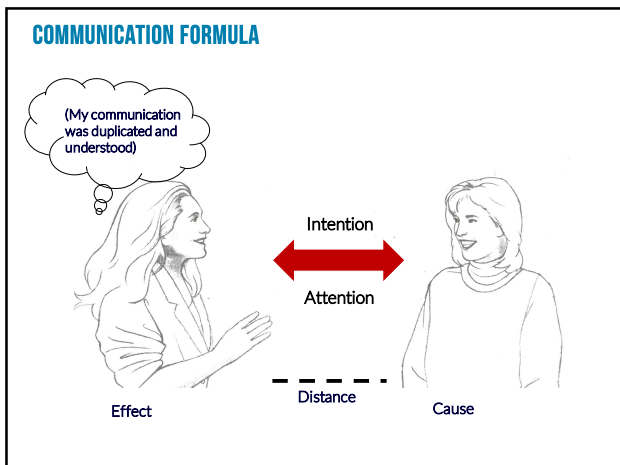 COMMUNICATION FORMULA
(My communication
was duplicated and
understood)
Intention
Attention
Distance
Effect
Cause